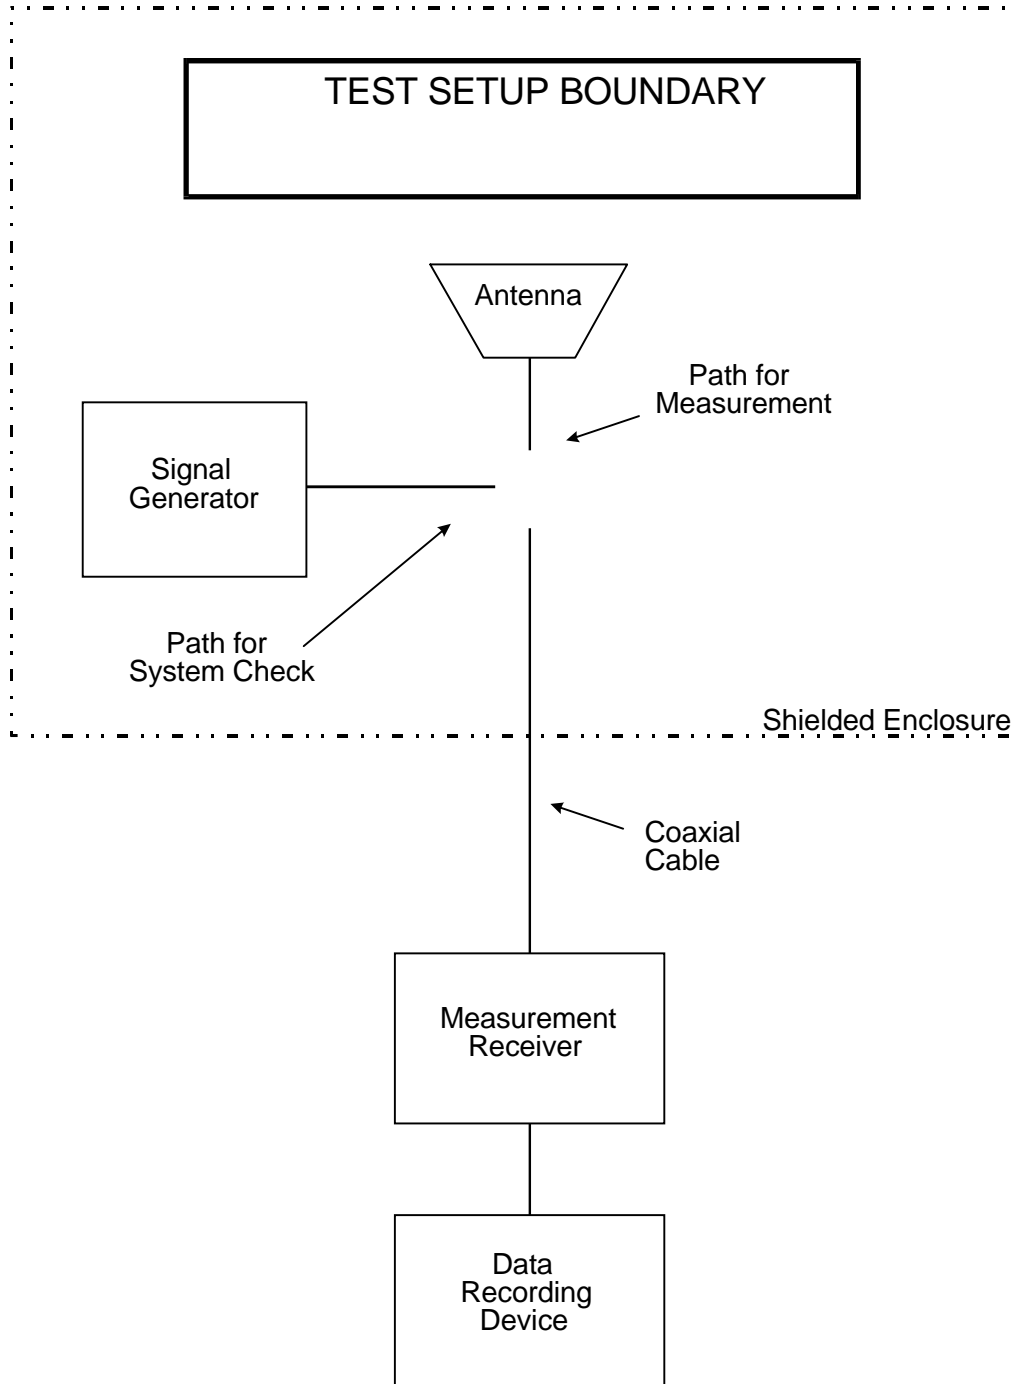 TEST SETUP BOUNDARY
Antenna
Path for
Measurement
Signal
Generator
Path for
System Check
Shielded Enclosure
Coaxial
Cable
Measurement
Receiver
Data
Recording
Device